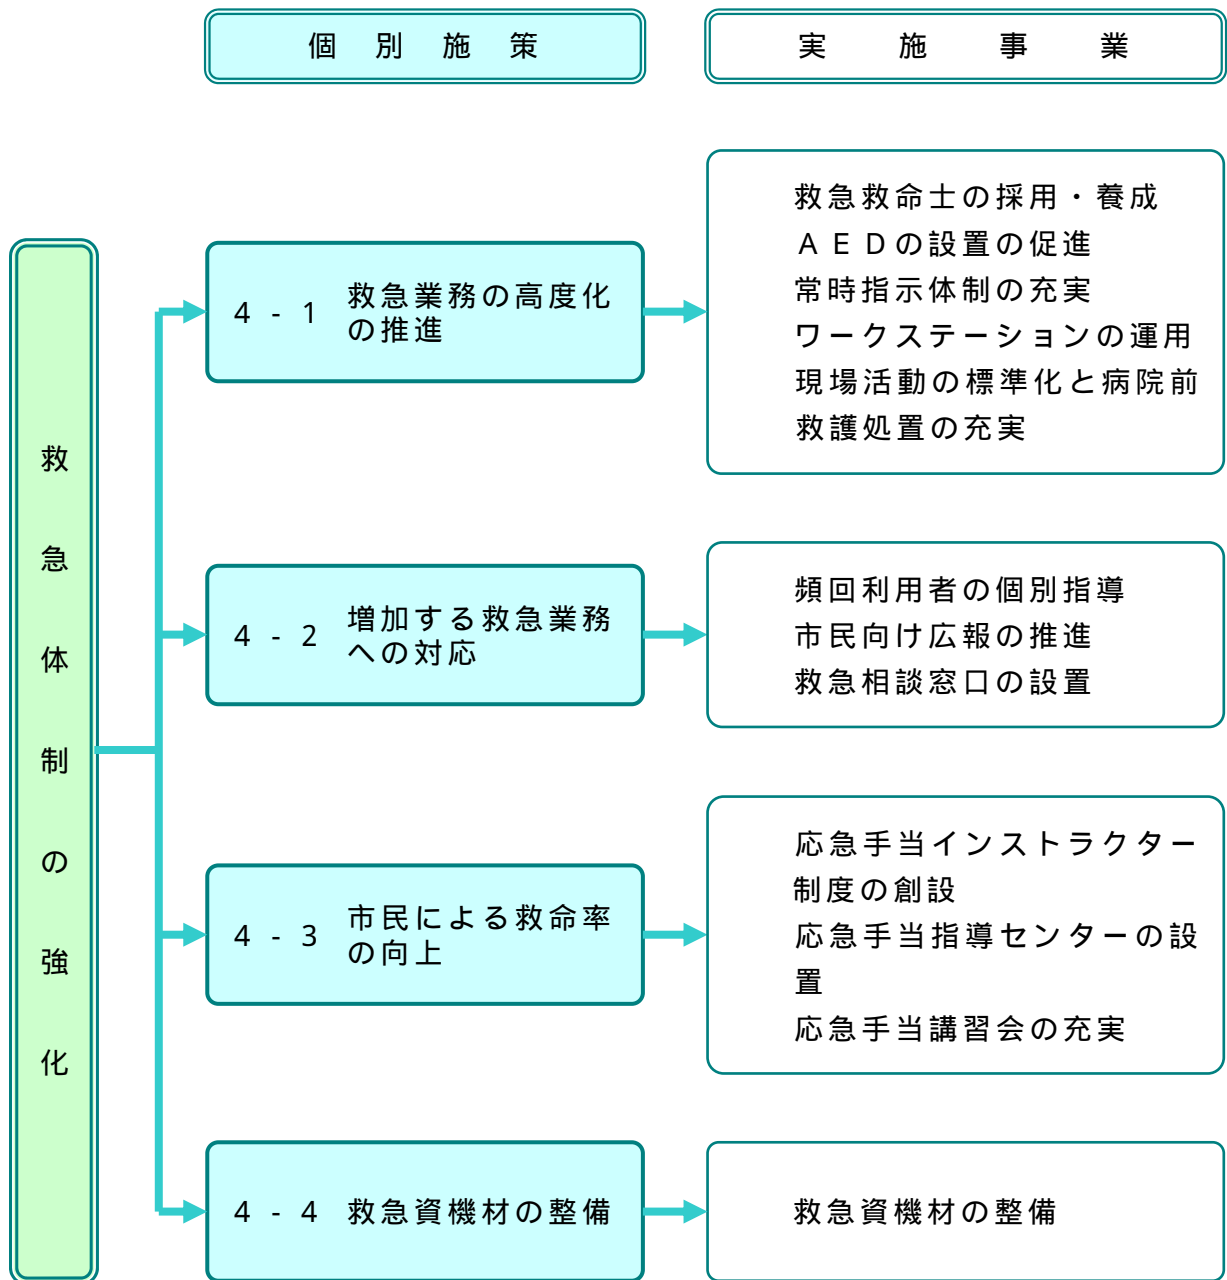 個別施策
実施事業
救急体制の強化
4-1
救急業務の高度化
の推進
救急救命士の採用・養成
AEDの設置の促進
常時指示体制の充実
ワークステーションの運用
現場活動の標準化と病院前
救護処置の充実
4-2
増加する救急業務
への対応
頻回利用者の個別指導
市民向け広報の推進
救急相談窓口の設置
4-3
市民による救命率
の向上
応急手当インストラクター
制度の創設
応急手当指導センターの設
置
応急手当講習会の充実
4-4
救急資機材の整備
救急資機材の整備